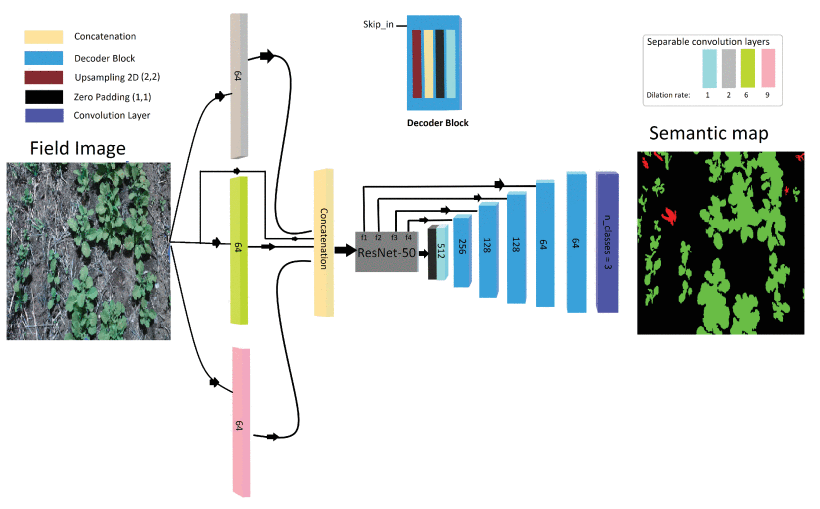 Concatenation
Decoder Block
Upsampling 2D (2,2)
Zero Padding (1,1)
Convolution Layer
Skip_in
Decoder Block
Separable convolution layers
Dilation rate: 1 2 6 9
Field Image
Semantic map
64
64
64
Concatenation
f1 f2 f3 f4
ResNet-50
512
256
128
128
64
64
n_classes = 3